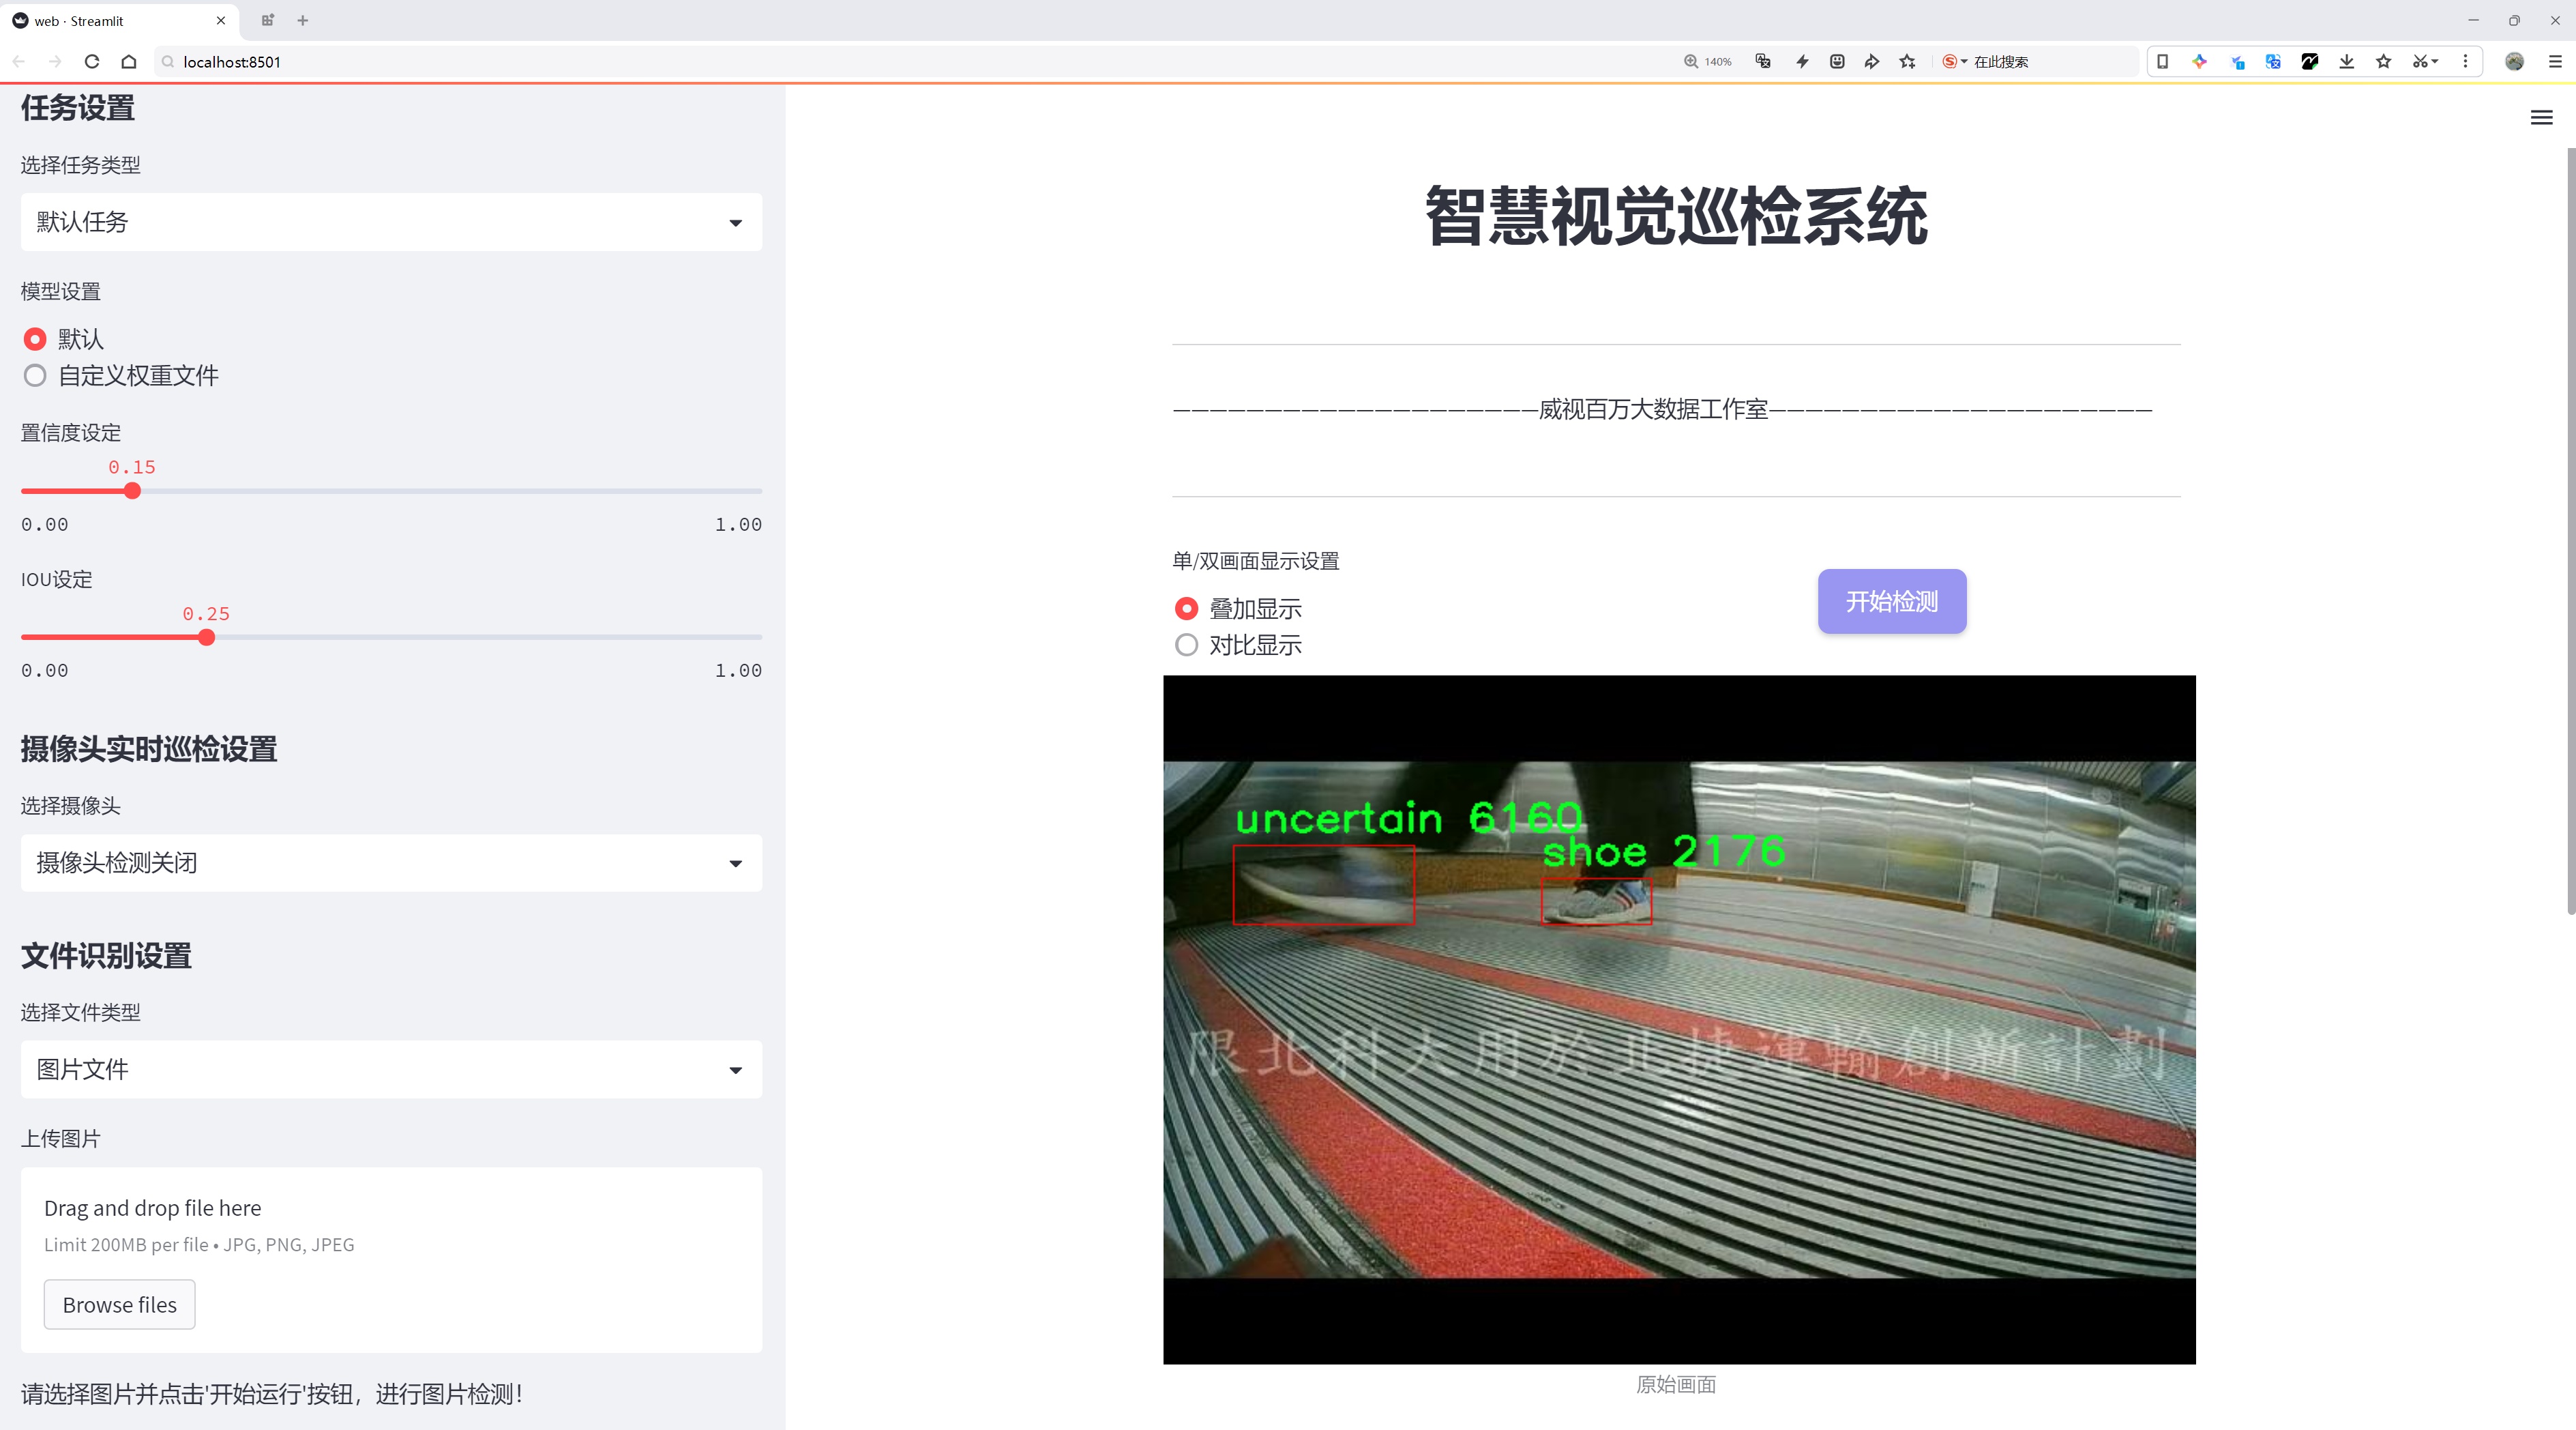 web · Streamlit
localhost:8501
140%
在此搜索
任务设置
选择任务类型
默认任务
模型设置
默认
自定义权重文件
置信度设定
0.15
0.00 1.00
IOU设定
0.25
0.00 1.00
摄像头实时巡检设置
选择摄像头
摄像头检测关闭
文件识别设置
选择文件类型
图片文件
上传图片
Drag and drop file here
Limit 200MB per file • JPG, PNG, JPEG
Browse files
请选择图片并点击'开始运行'按钮，进行图片检测！
智慧视觉巡检系统
—————————————————————威视百万大数据工作室——————————————————————
单/双画面显示设置
叠加显示
对比显示
开始检测
uncertain 6160
shoe 2176
限北科大用於北捷運輸創新計劃
原始画面